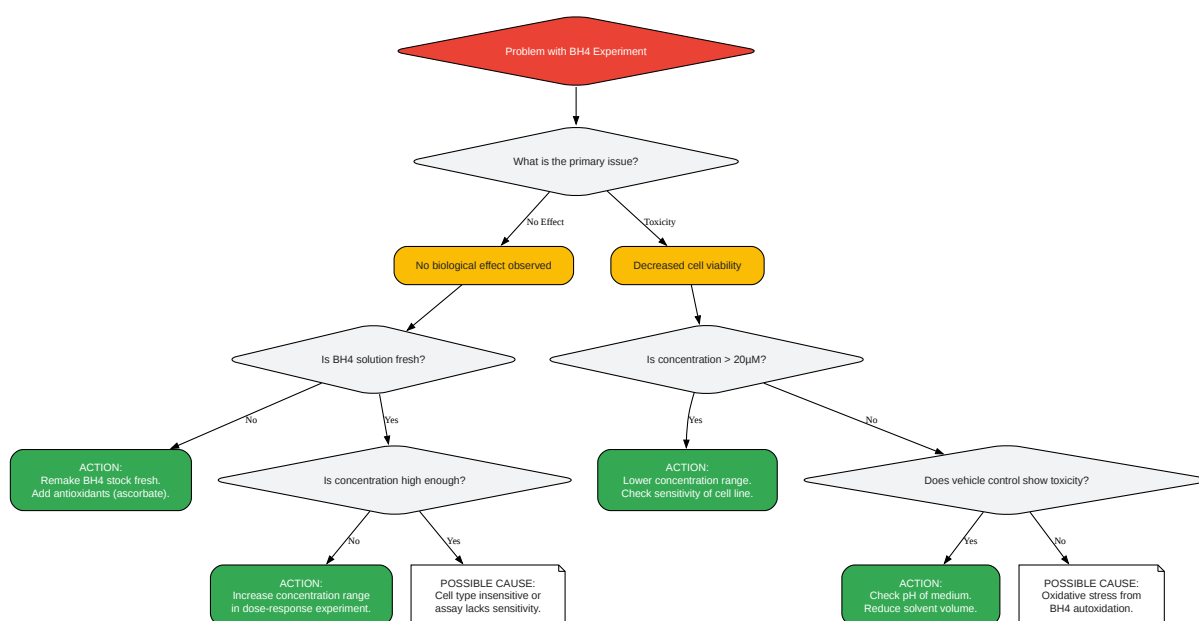 Problem with BH4 Experiment
What is the primary issue?
No Effect
Toxicity
No biological effect observed
Decreased cell viability
Is BH4 solution fresh?
Is concentration > 20µM?
No
Yes
Yes
No
ACTION:
Remake BH4 stock fresh.
Add antioxidants (ascorbate).
Is concentration high enough?
ACTION:
Lower concentration range.
Check sensitivity of cell line.
Does vehicle control show toxicity?
No
Yes
Yes
No
ACTION:
Increase concentration range
in dose-response experiment.
POSSIBLE CAUSE:
Cell type insensitive or
assay lacks sensitivity.
ACTION:
Check pH of medium.
Reduce solvent volume.
POSSIBLE CAUSE:
Oxidative stress from
BH4 autoxidation.